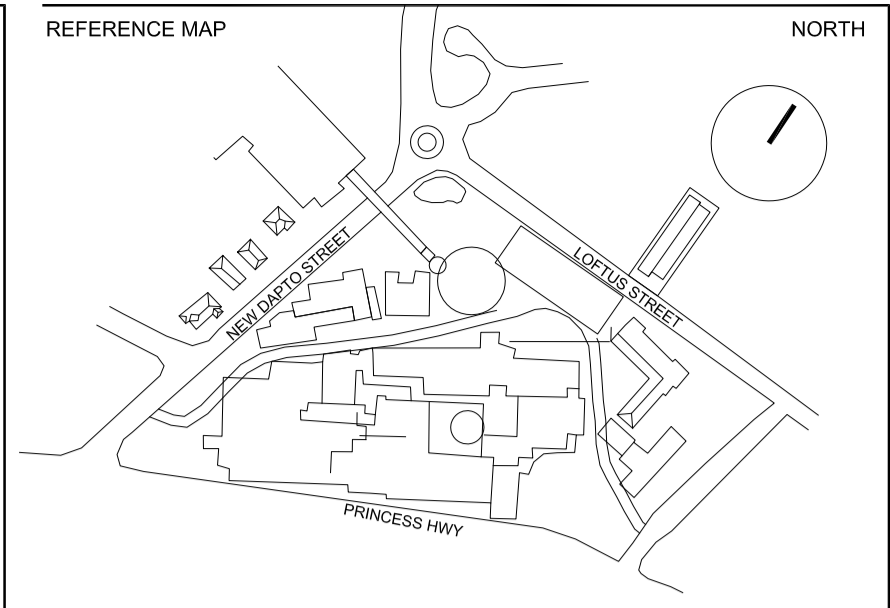 REFERENCE MAP
NORTH
NEW DAPTO STREET
LOFTUS STREET
PRINCESS HWY